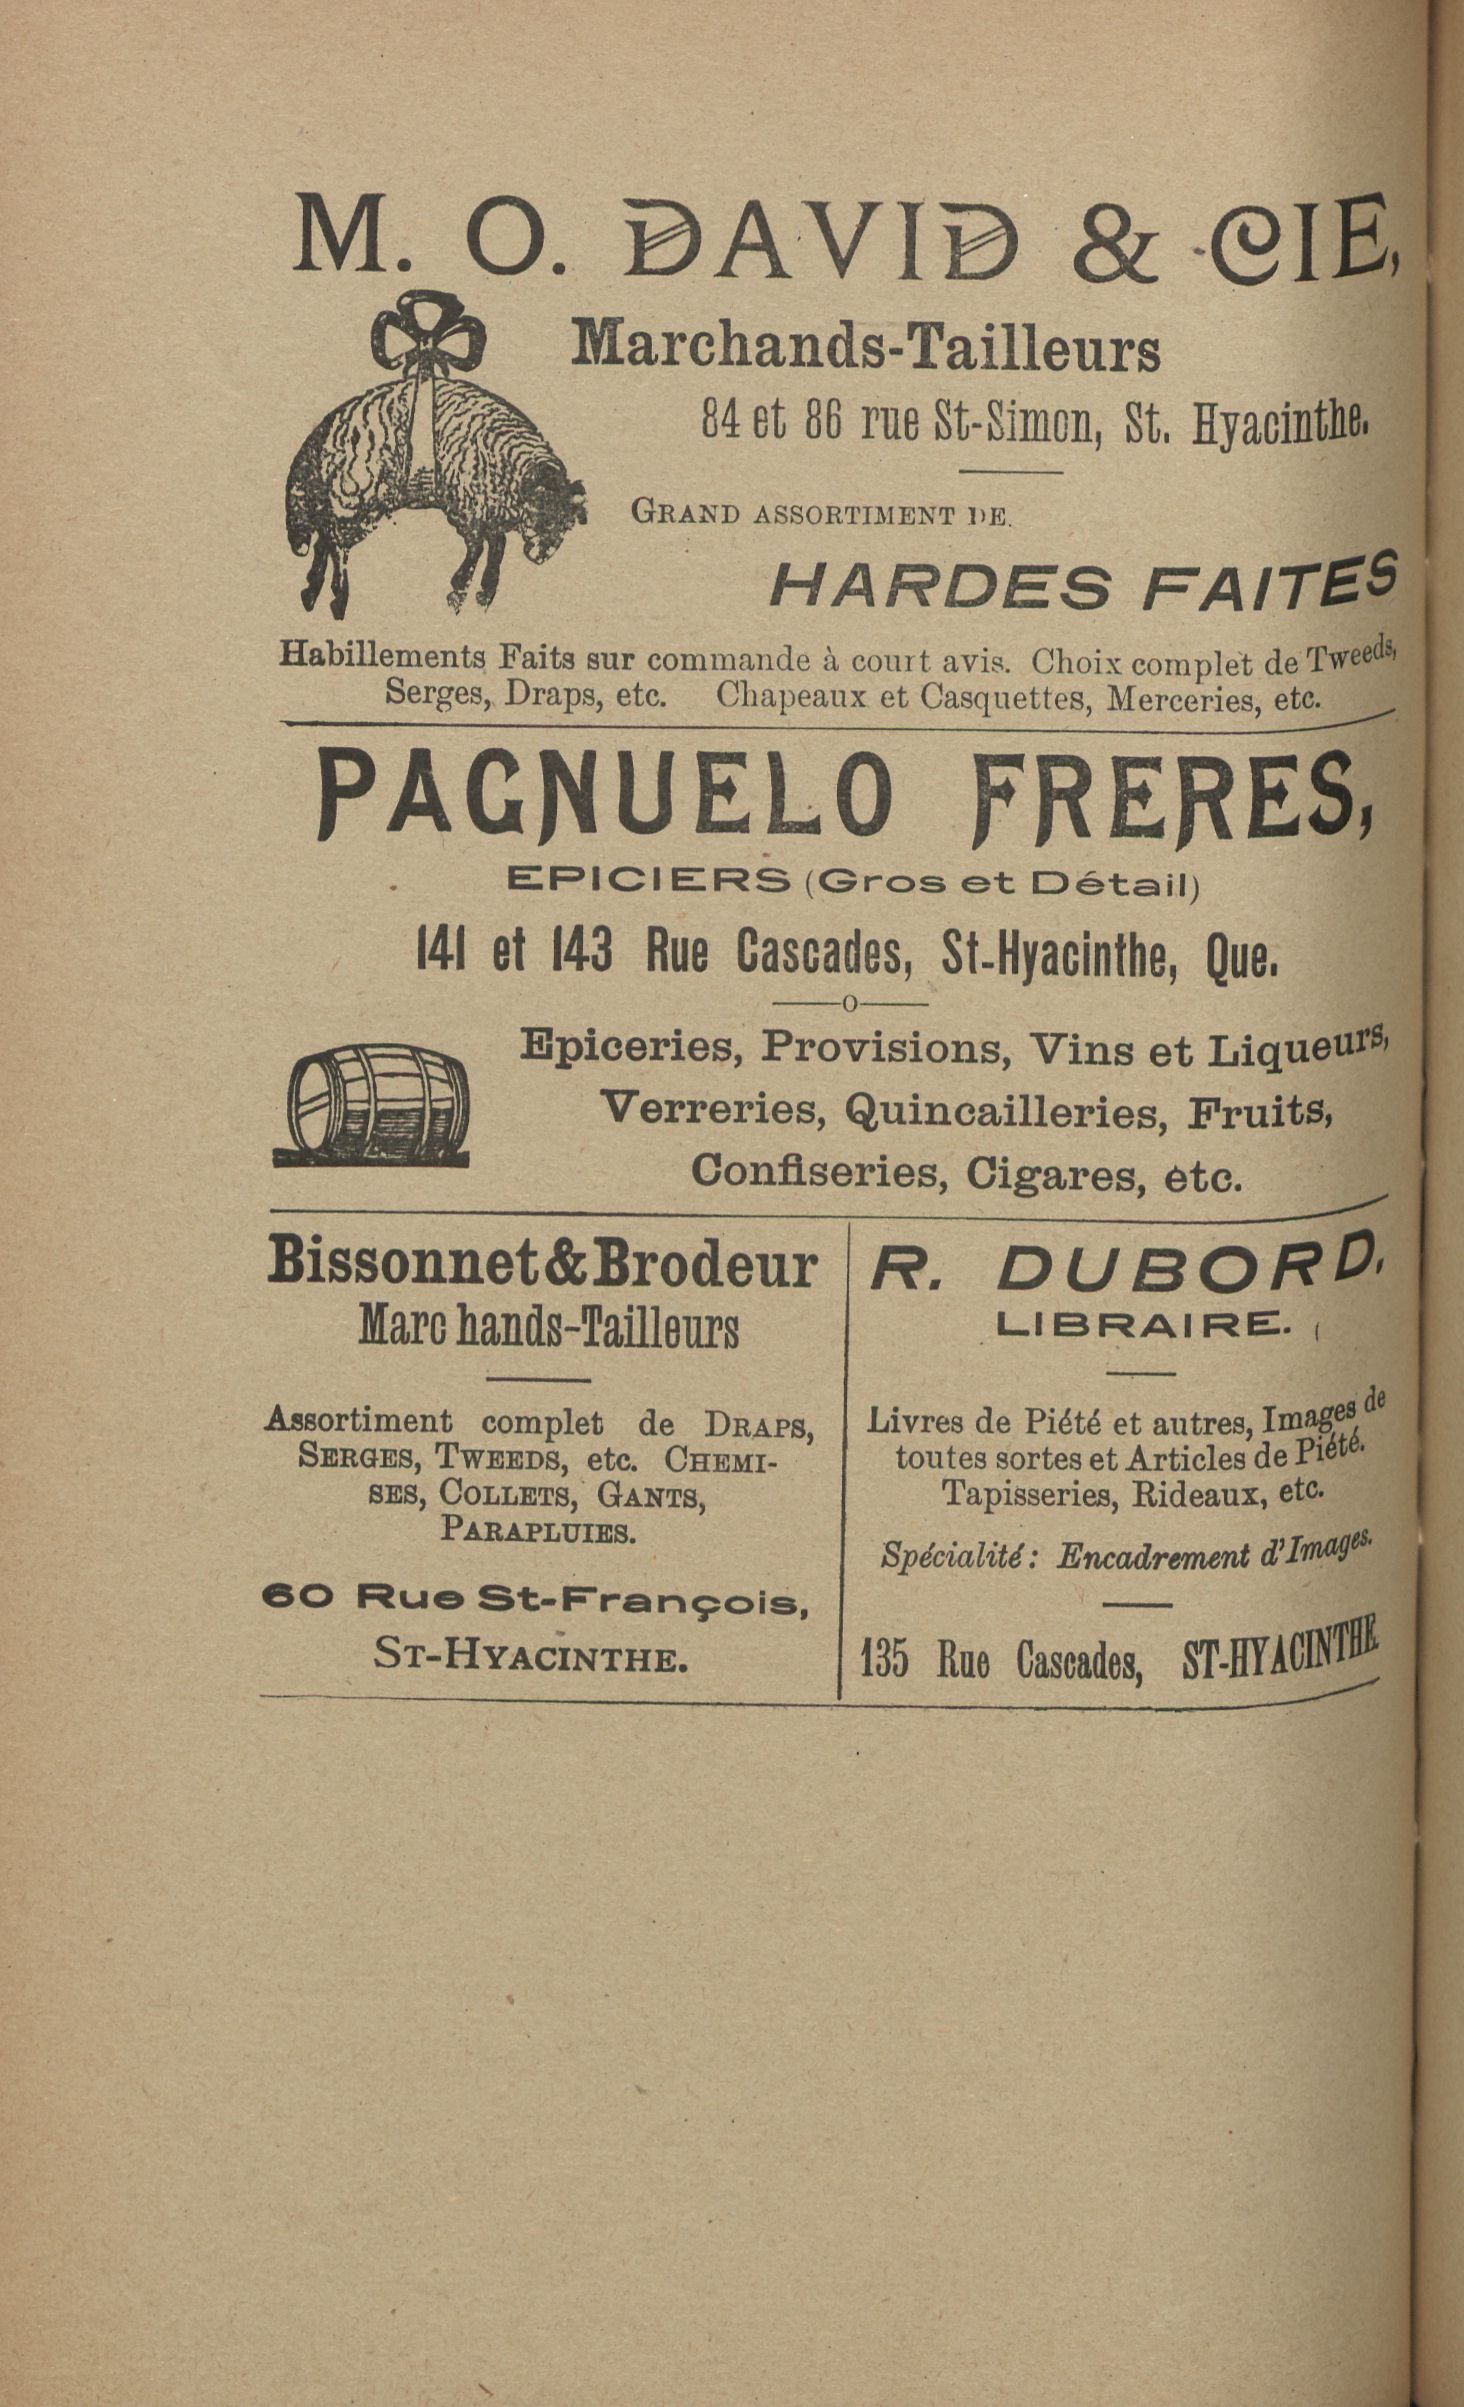 M. O. DAVID & CIE,
Marchands-Tailleurs
84 et 86 rue St-Simon, St. Hyacinthe.
GRAND ASSORTIMENT DE.
HARDES FAITES
Habillements Faits sur commande à court avis. Choix complet de Tweeds,
Serges, Draps, etc. Chapeaux et Casquettes, Merceries, etc.
PAGNUELO FRERES,
EPICIERS (Gros et Détail)
141 et 143 Rue Cascades, St-Hyacinthe, Que.
o
Epiceries, Provisions, Vins et Liqueurs,
Verreries, Quincailleries, Fruits,
Confiseries, Cigares, etc.
Bissonnet & Brodeur
Marchands-Tailleurs
Assortiment complet de DRAPS,
SERGES, TWEEDS, etc. CHEMI-
SES, COLLETS, GANTS,
PARAPLUIES.
60 Rue St-François,
ST-HYACINTHE.
R. DUBORD,
LIBRAIRE.
Livres de Piété et autres, Images de
toutes sortes et Articles de Piété.
Tapisseries, Rideaux, etc.
Spécialité : Encadrement d'Images.
135 Rue Cascades, ST-HYACINTHE